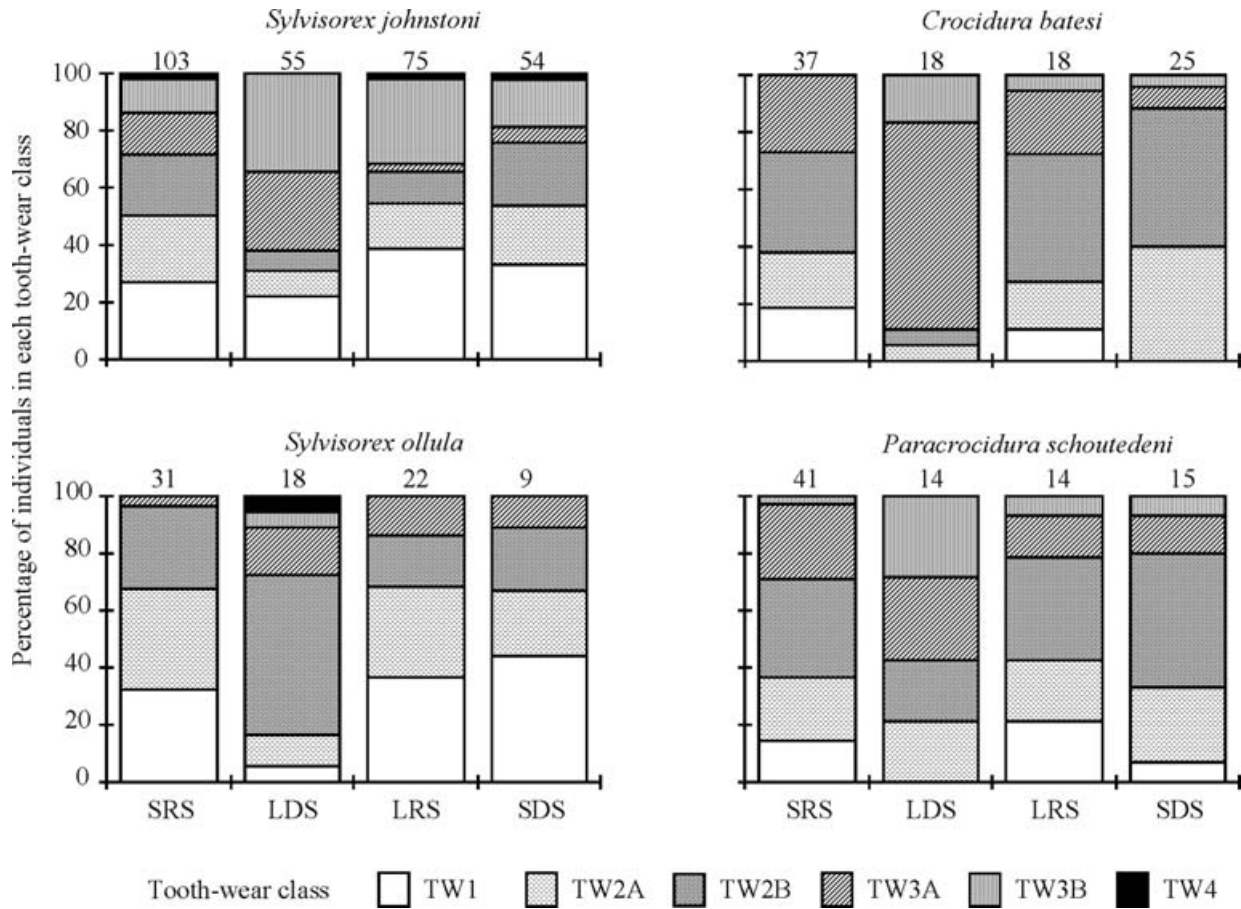 Sylvisorex johnstoni
Crocidura batesi
103 55 75 54
37 18 18 25
100
80
60
40
20
0
Percentage of individuals in each tooth-wear class
Sylvisorex ollula
Paracrocidura schoutedeni
31 18 22 9
41 14 14 15
100
80
60
40
20
0
SRS LDS LRS SDS
SRS LDS LRS SDS
Tooth-wear class TW1 TW2A TW2B TW3A TW3B TW4